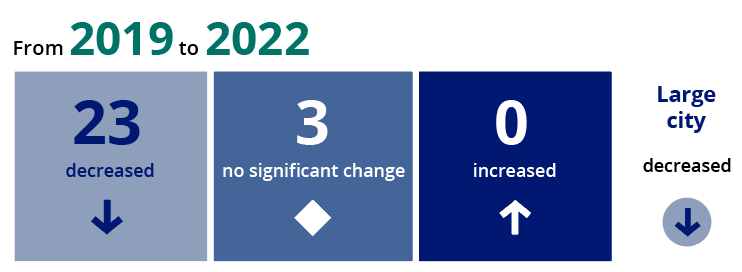 From 2019 to 2022
23
decreased
3
no significant change
0
increased
Large
city
decreased